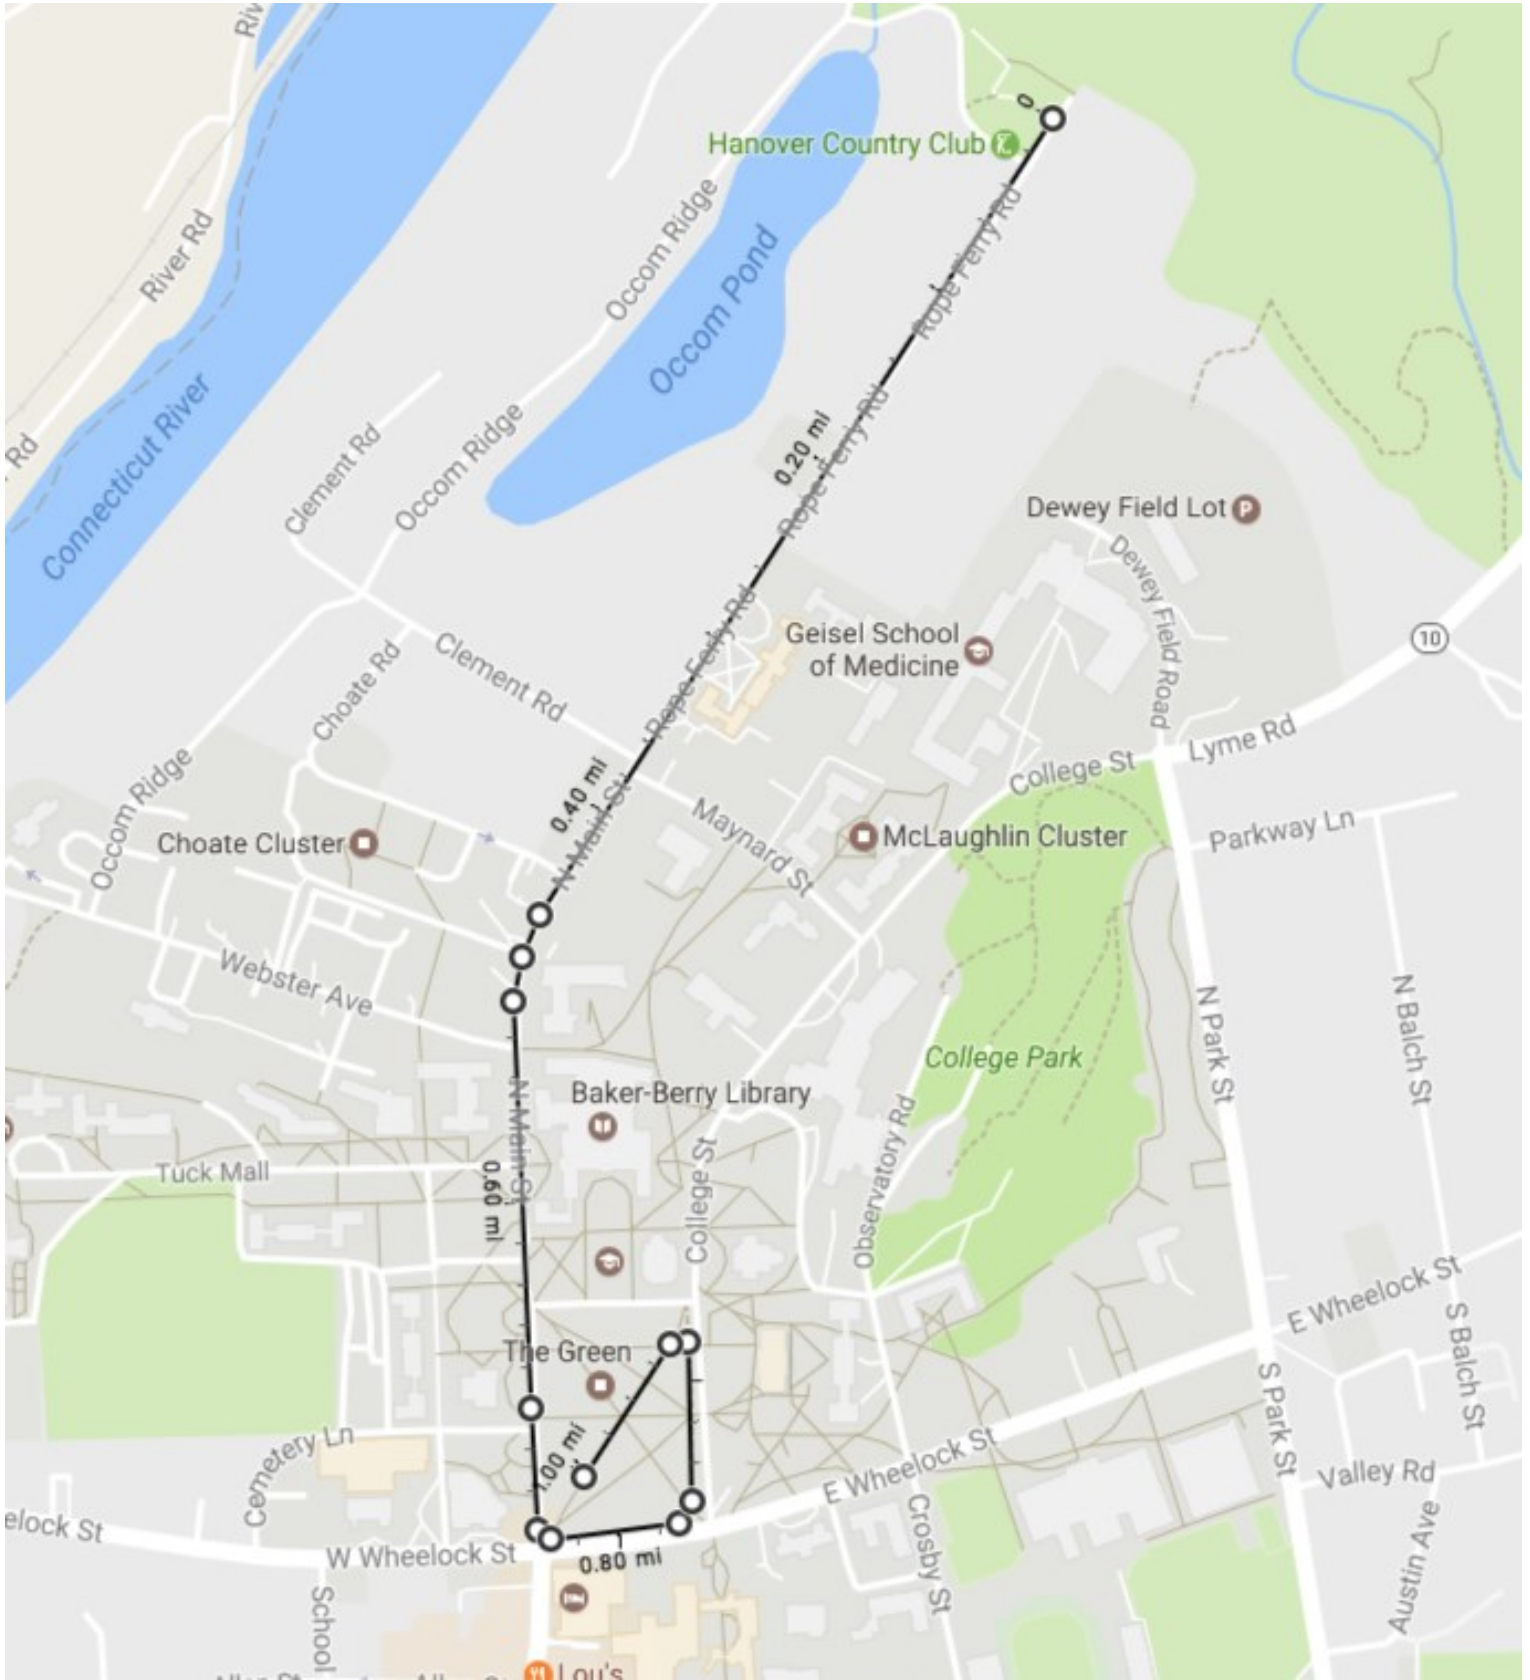 Riv
0
Hanover Country Club
Occom Ridge
River Rd
Rope Ferry Rd
Occom Pond
Connecticut River
Rd
Clement Rd
Occom Ridge
0.20 mi
Rope Ferry Rd
Dewey Field Lot
P
Dewey Field Road
Rope Ferry Rd
Geisel School
of Medicine
10
Clement Rd
Choate Rd
College St
Lyme Rd
Occom Ridge
0.40 mi
N Main St
Maynard St
Choate Cluster
McLaughlin Cluster
Parkway Ln
Webster Ave
N Park St
N Balch St
College Park
Baker-Berry Library
N Main St
Observatory Rd
Tuck Mall
0.60 mi
College St
E Wheelock St
The Green
S Balch St
S Park St
Cemetery Ln
1.00 mi
E Wheelock St
Valley Rd
elock St
W Wheelock St
0.80 mi
Crosby St
Austin Ave
School
Lou's